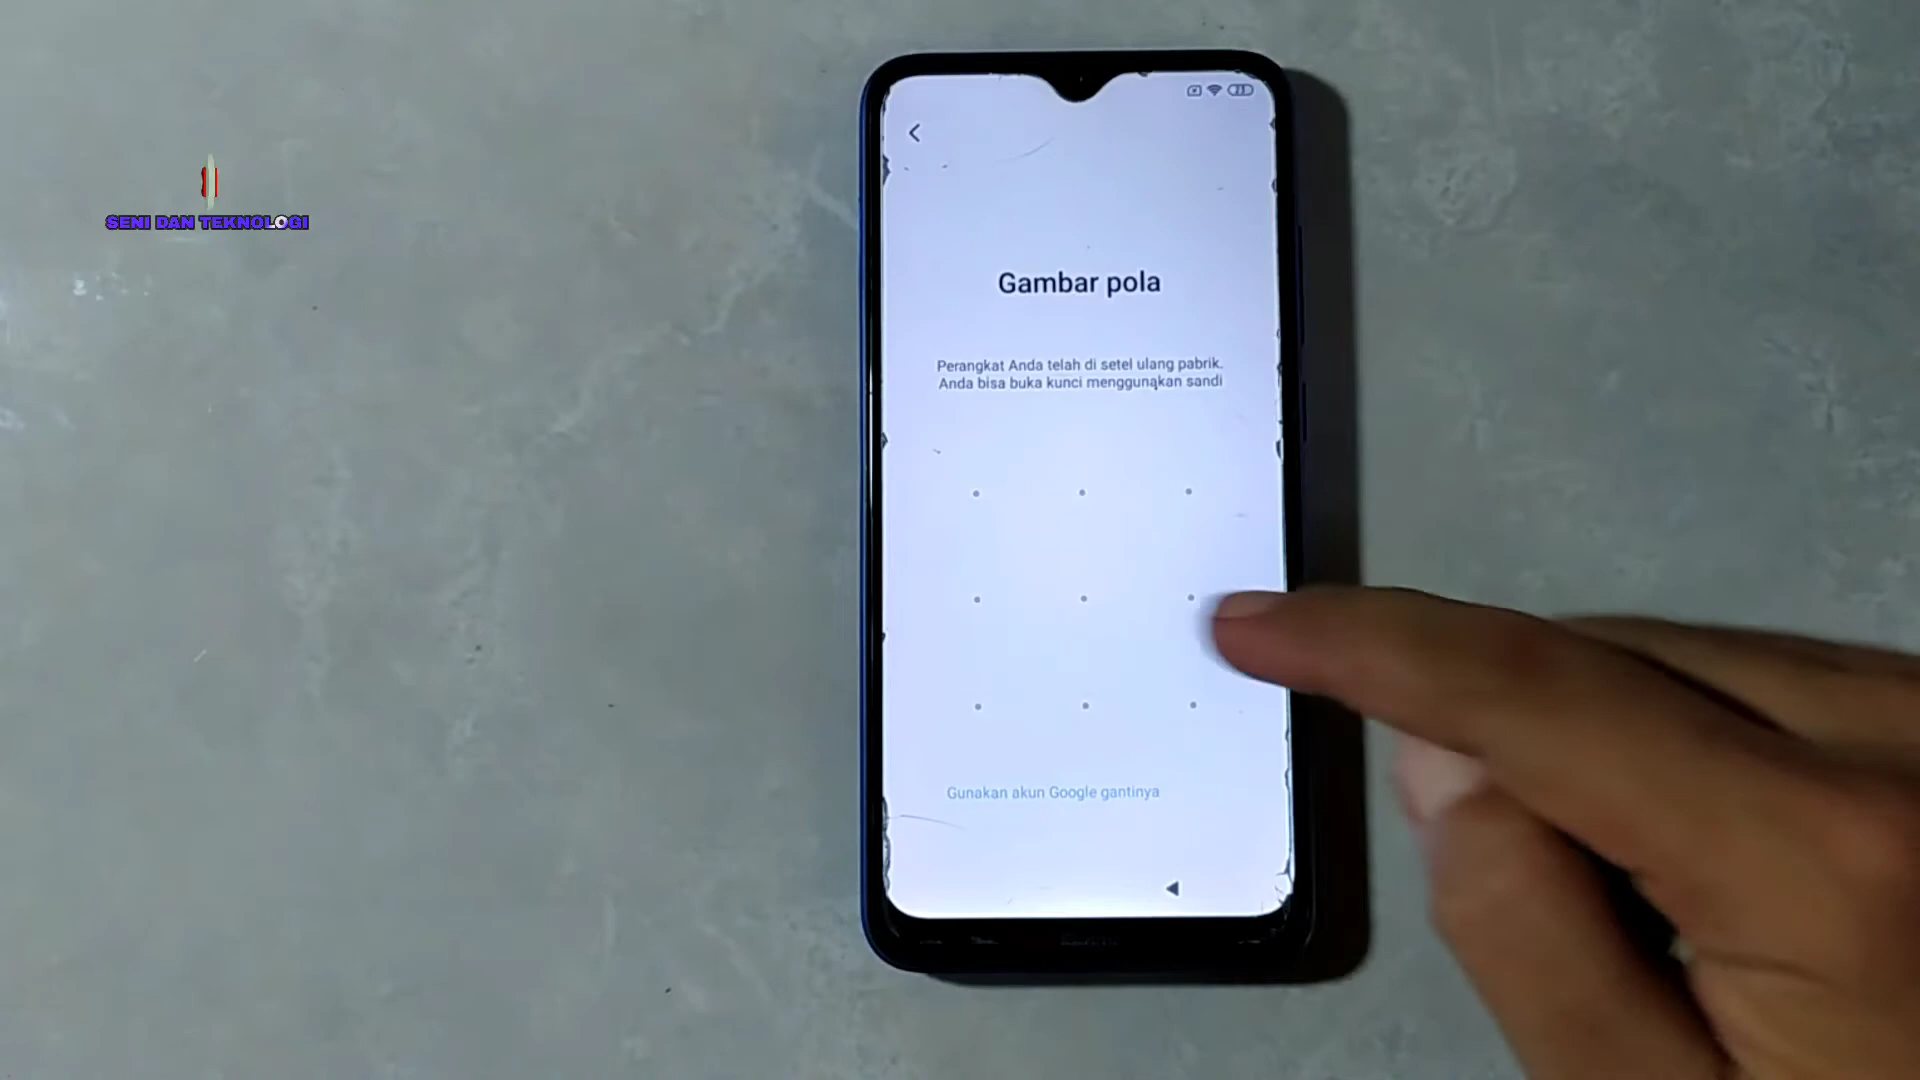 SENI DAN TEKNOLOGI
Gambar pola
Perangkat Anda telah di setel ulang pabrik.
Anda bisa buka kunci menggunakan sandi
Gunakan akun Google gantinya